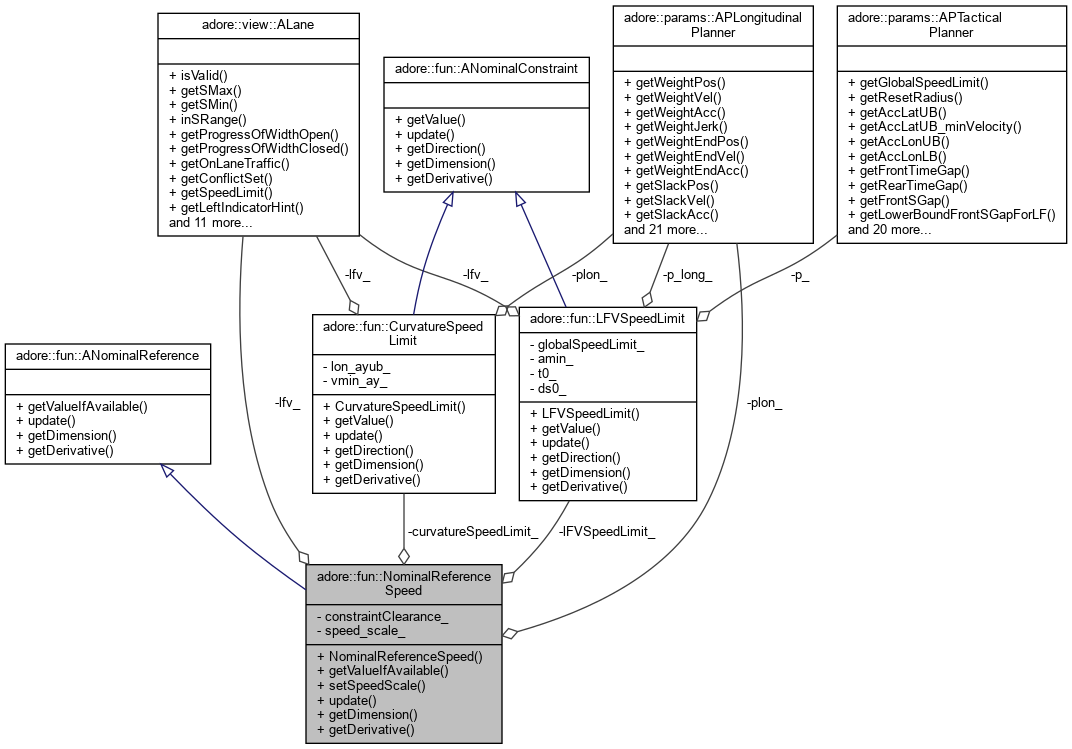 adore::view::ALane
+ isValid()
+ getSMax()
+ getSMin()
+ inSRange()
+ getProgressOfWidthOpen()
+ getProgressOfWidthClosed()
+ getOnLaneTraffic()
+ getConflictSet()
+ getSpeedLimit()
+ getLeftIndicatorHint()
and 11 more...
adore::fun::ANominalConstraint
+ getValue()
+ update()
+ getDirection()
+ getDimension()
+ getDerivative()
adore::params::APLongitudinal
Planner
+ getWeightPos()
+ getWeightVel()
+ getWeightAcc()
+ getWeightJerk()
+ getWeightEndPos()
+ getWeightEndVel()
+ getWeightEndAcc()
+ getSlackPos()
+ getSlackVel()
+ getSlackAcc()
and 21 more...
adore::params::APTactical
Planner
+ getGlobalSpeedLimit()
+ getResetRadius()
+ getAccLatUB()
+ getAccLatUB_minVelocity()
+ getAccLonUB()
+ getAccLonLB()
+ getFrontTimeGap()
+ getRearTimeGap()
+ getFrontSGap()
+ getLowerBoundFrontSGapForLF()
and 20 more...
-lfv_
-lfv_
-plon_
-p_long_
-p_
adore::fun::ANominalReference
+ getValueIfAvailable()
+ update()
+ getDimension()
+ getDerivative()
adore::fun::CurvatureSpeed
Limit
- lon_ayub_
- vmin_ay_
+ CurvatureSpeedLimit()
+ getValue()
+ update()
+ getDirection()
+ getDimension()
+ getDerivative()
adore::fun::LFVSpeedLimit
- globalSpeedLimit_
- amin_
- t0_
- ds0_
+ LFVSpeedLimit()
+ getValue()
+ update()
+ getDirection()
+ getDimension()
+ getDerivative()
-lfv_
-plon_
-curvatureSpeedLimit_
-lFVSpeedLimit_
adore::fun::NominalReference
Speed
- constraintClearance_
- speed_scale_
+ NominalReferenceSpeed()
+ getValueIfAvailable()
+ setSpeedScale()
+ update()
+ getDimension()
+ getDerivative()